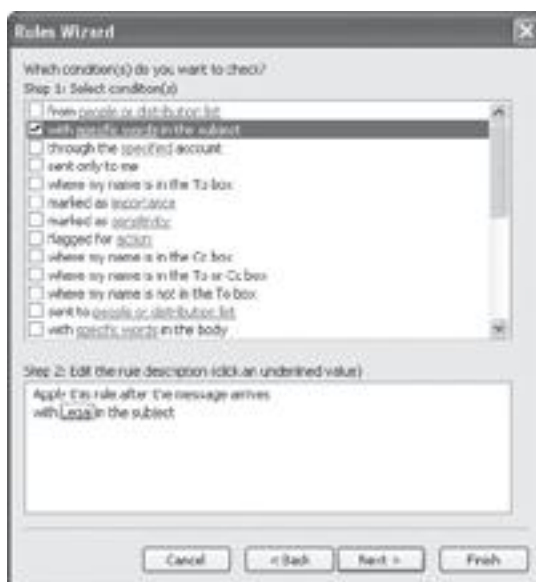 Rules Wizard
Which condition(s) do you want to check?
Step 1: Select condition(s)
from people or distribution list
with specific words in the subject
through the specified account
sent only to me
where my name is in the To box
marked as importance
marked as sensitivity
flagged for action
where my name is in the Cc box
where my name is in the To or Cc box
where my name is not in the To box
sent to people or distribution list
with specific words in the body
Step 2: Edit the rule description (click an underlined value)
Apply this rule after the message arrives
with Legal in the subject
Cancel
< Back
Next >
Finish